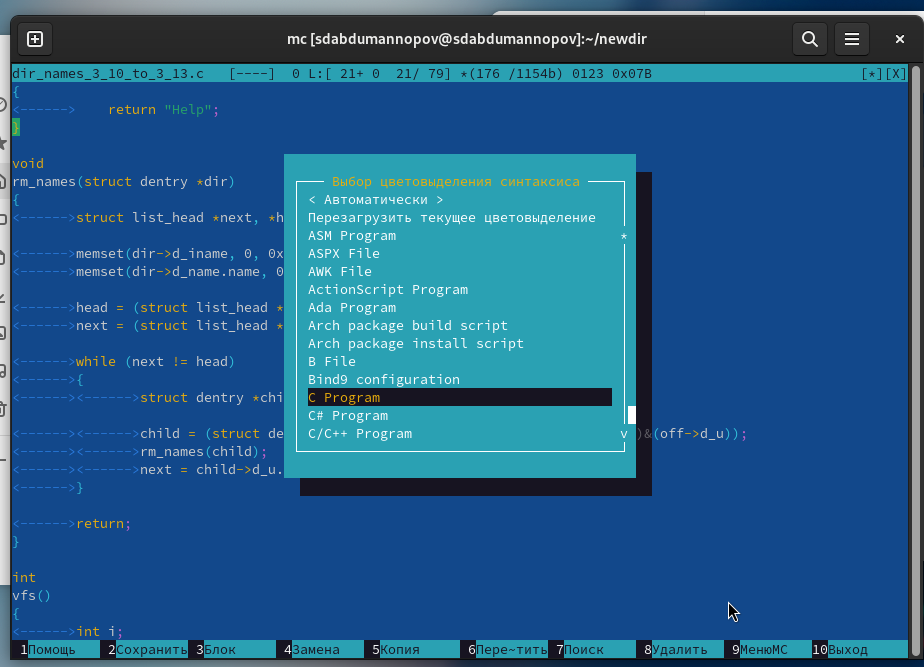 mc [sdabdumannopov@sdabdumannopov]:~/newdir
dir_names_3_10_to_3_13.c [----] 0 L:[ 21+ 0 21/ 79] *(176 /1154b) 0123 0x07B [*][X]
{
<------> return "Help";
}
void
rm_names(struct dentry *dir)
{
<------>struct list_head *next, *h
<------>memset(dir->d_iname, 0, 0x
<------>memset(dir->d_name.name, 0
<------>head = (struct list_head *
<------>next = (struct list_head *
<------>while (next != head)
<------>{
<------><------>struct dentry *chi
<------><------>child = (struct de )&(off->d_u));
<------><------>rm_names(child);
<------><------>next = child->d_u.
<------>}
<------>return;
}
int
vfs()
{
<------>int i;
Выбор цветовыделения синтаксиса
< Автоматически >
Перезагрузить текущее цветовыделение
ASM Program *
ASPX File
AWK File
ActionScript Program
Ada Program
Arch package build script
Arch package install script
B File
Bind9 configuration
C Program
C# Program
C/C++ Program v
1Помощь 2Сохранить 3Блок 4Замена 5Копия 6Пере~тить 7Поиск 8Удалить 9МенюМС 10Выход